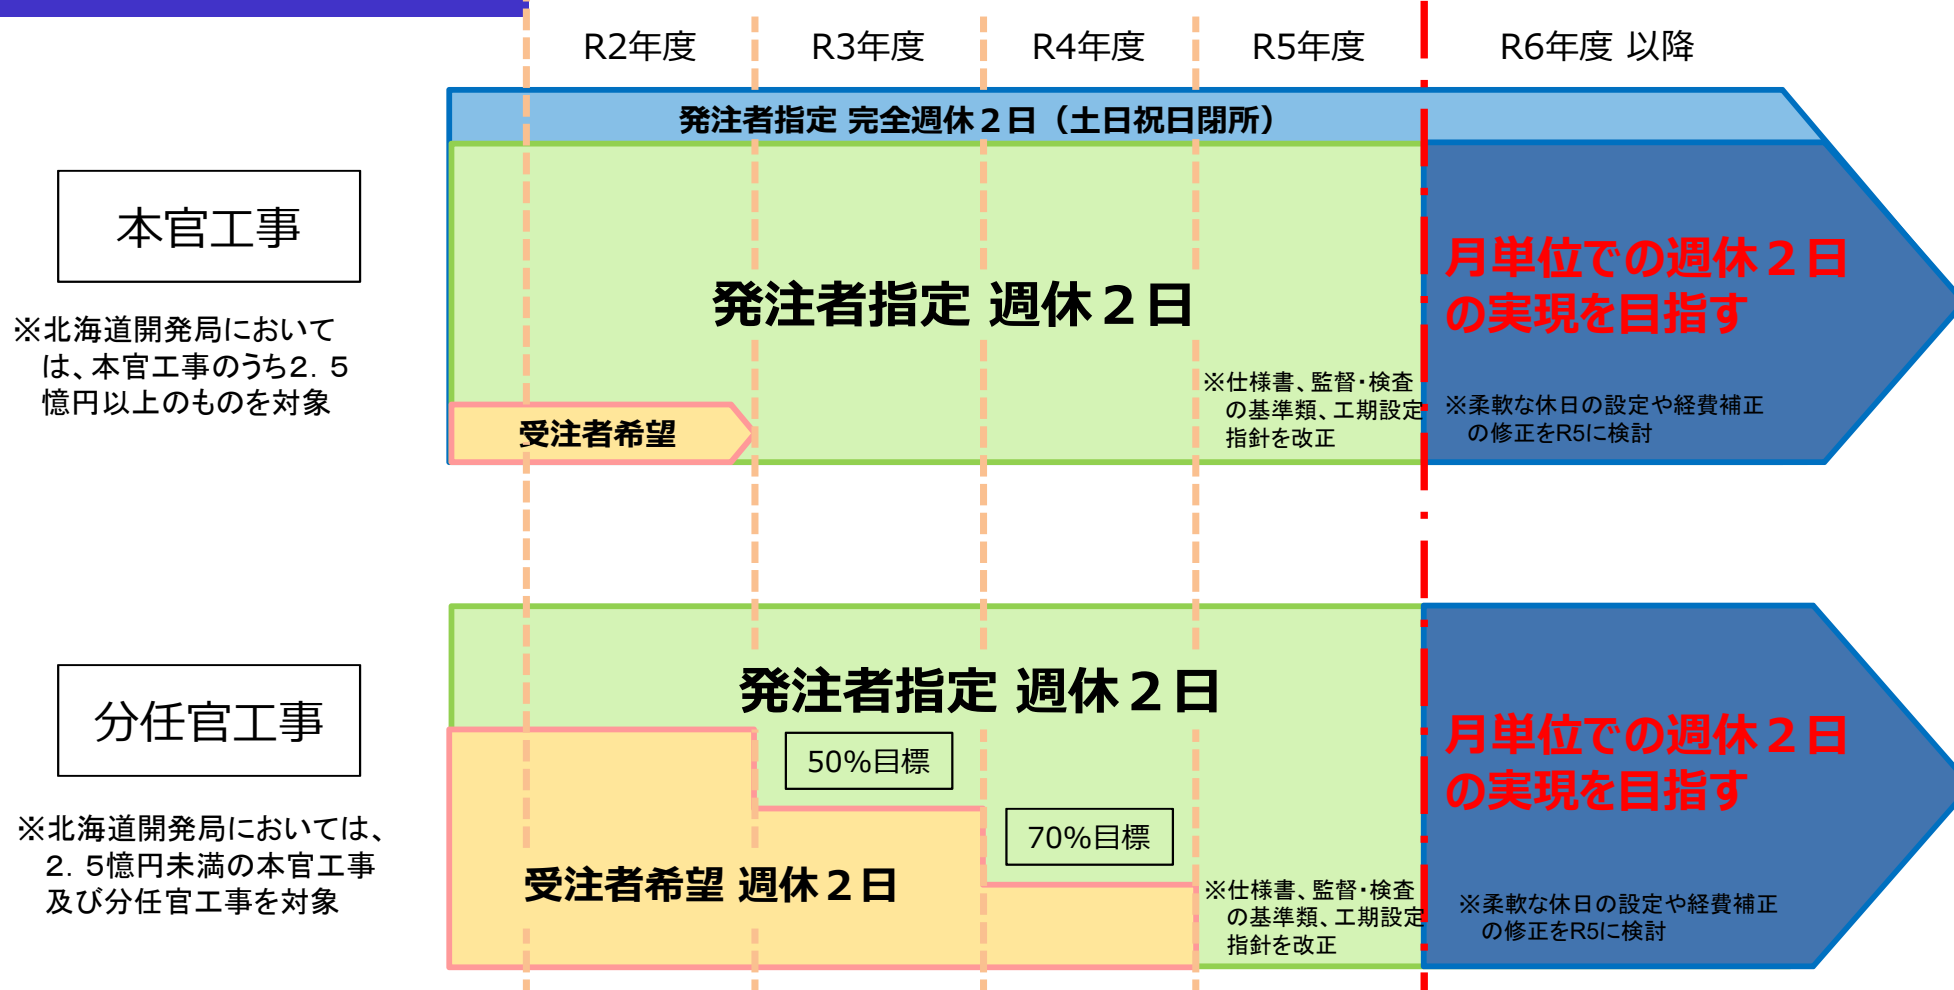 R2年度 R3年度 R4年度 R5年度 R6年度 以降
発注者指定 完全週休２日（土日祝日閉所）
本官工事
※北海道開発局において
は、本官工事のうち２．５
億円以上のものを対象
発注者指定 週休２日
受注者希望
※仕様書、監督・検査
の基準類、工期設定
指針を改正
月単位での週休２日
の実現を目指す
※柔軟な休日の設定や経費補正
の修正をR5に検討
分任官工事
※北海道開発局においては、
２．５億円未満の本官工事
及び分任官工事を対象
発注者指定 週休２日
50%目標
70%目標
受注者希望 週休２日
※仕様書、監督・検査
の基準類、工期設定
指針を改正
月単位での週休２日
の実現を目指す
※柔軟な休日の設定や経費補正
の修正をR5に検討